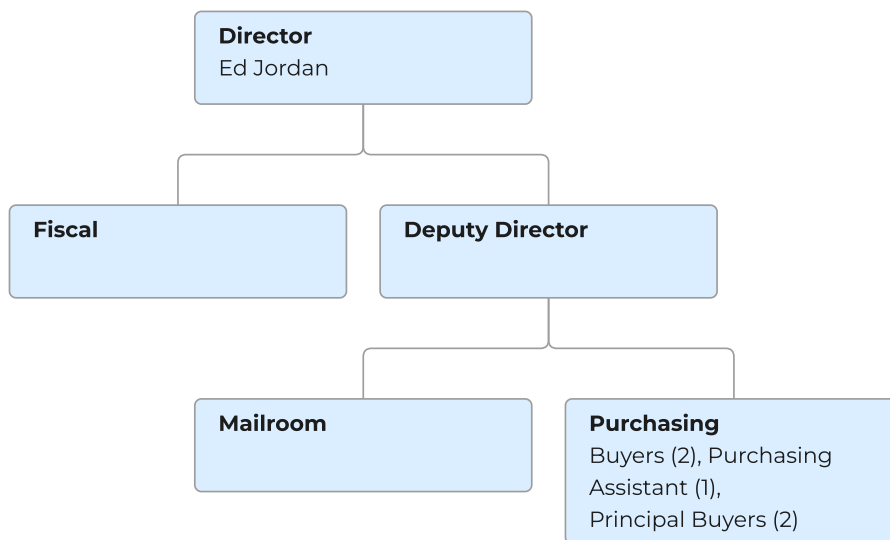 Director
Ed Jordan
Fiscal
Deputy Director
Mailroom
Purchasing
Buyers (2), Purchasing
Assistant (1),
Principal Buyers (2)